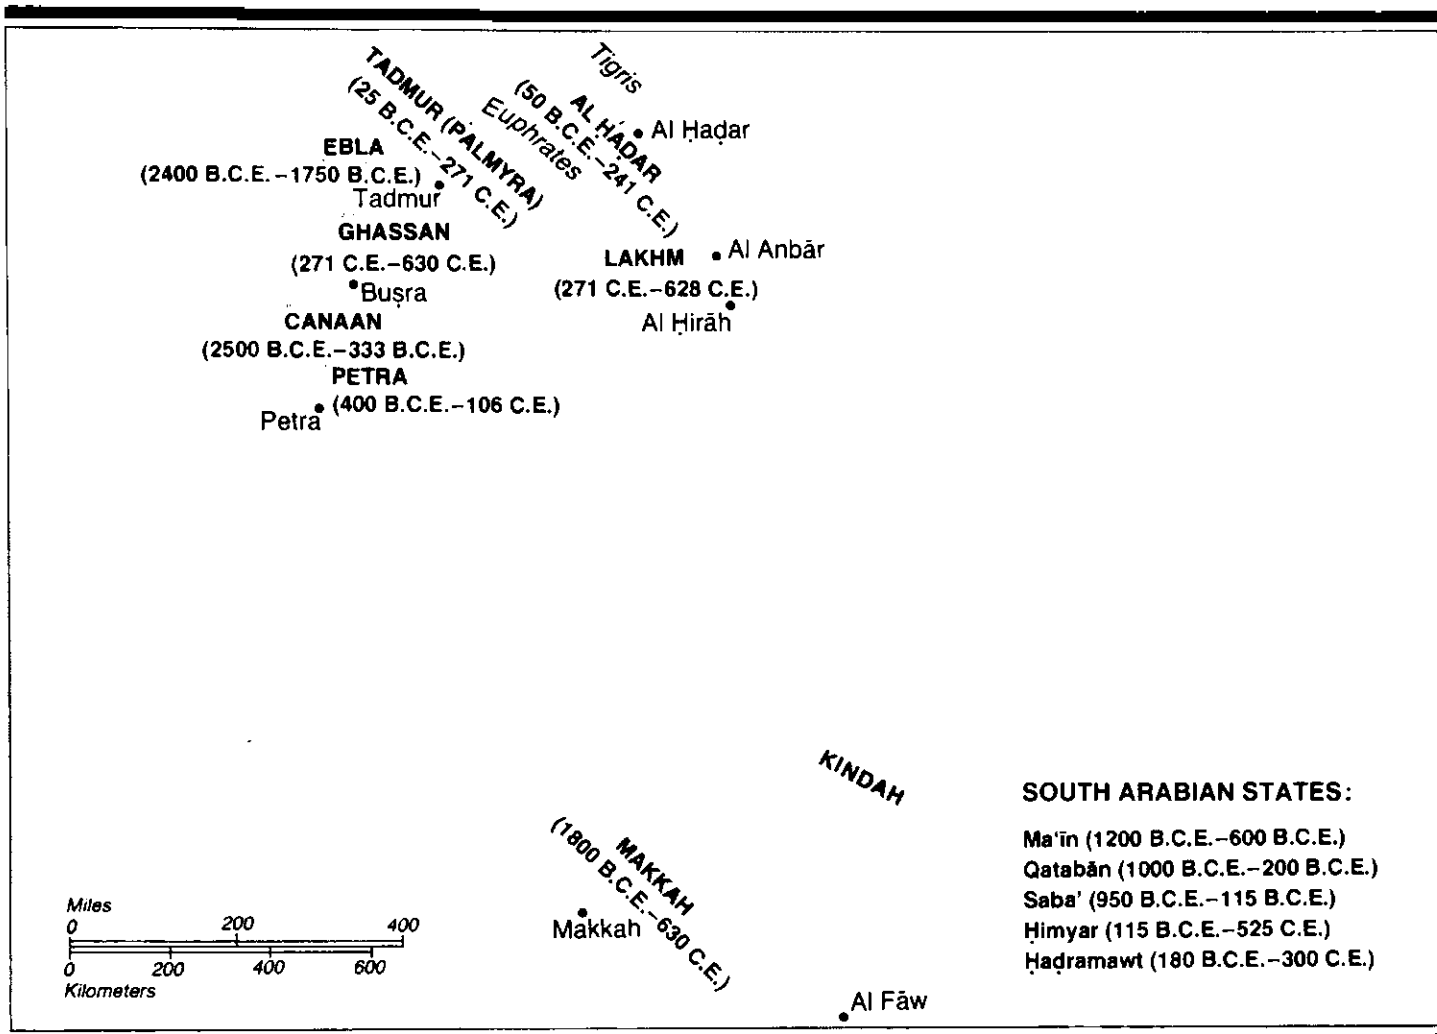 Tigris
TADMUR (PALMYRA)
(25 B.C.E.–271 C.E.)
Euphrates
AL ḤAḌAR
(50 B.C.E.–241 C.E.)
Al Ḥaḍar
EBLA
(2400 B.C.E.–1750 B.C.E.)
Tadmur
GHASSAN
(271 C.E.–630 C.E.)
Buṣra
LAKHM
(271 C.E.–628 C.E.)
Al Anbār
Al Ḥirāh
CANAAN
(2500 B.C.E.–333 B.C.E.)
PETRA
(400 B.C.E.–106 C.E.)
Petra
KINDAH
MAKKAH
(1800 B.C.E.–630 C.E.)
Makkah
Al Fāw
SOUTH ARABIAN STATES:
Ma‘īn (1200 B.C.E.–600 B.C.E.)
Qatabān (1000 B.C.E.–200 B.C.E.)
Saba’ (950 B.C.E.–115 B.C.E.)
Ḥimyar (115 B.C.E.–525 C.E.)
Ḥaḍramawt (180 B.C.E.–300 C.E.)
Miles
0 200 400
0 200 400 600
Kilometers